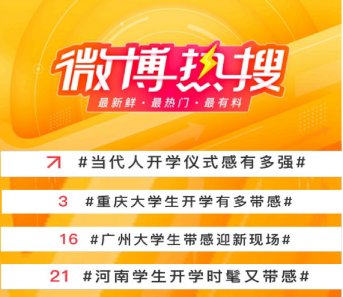 微博热搜
最新鲜·最热门·最有料
#当代人开学仪式感有多强#
3 #重庆大学生开学有多带感#
16 #广州大学生带感迎新现场#
21 #河南学生开学时髦又带感#